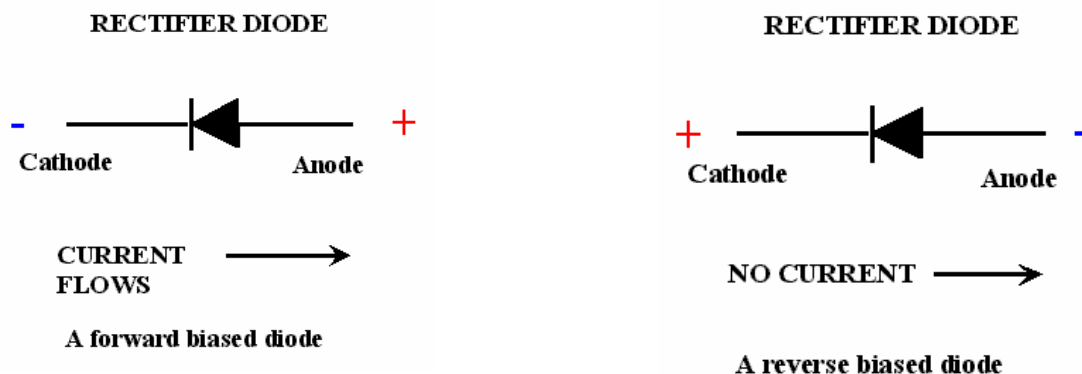 RECTIFIER DIODE
- +
Cathode Anode
CURRENT
FLOWS
A forward biased diode
RECTIFIER DIODE
+ -
Cathode Anode
NO CURRENT
A reverse biased diode